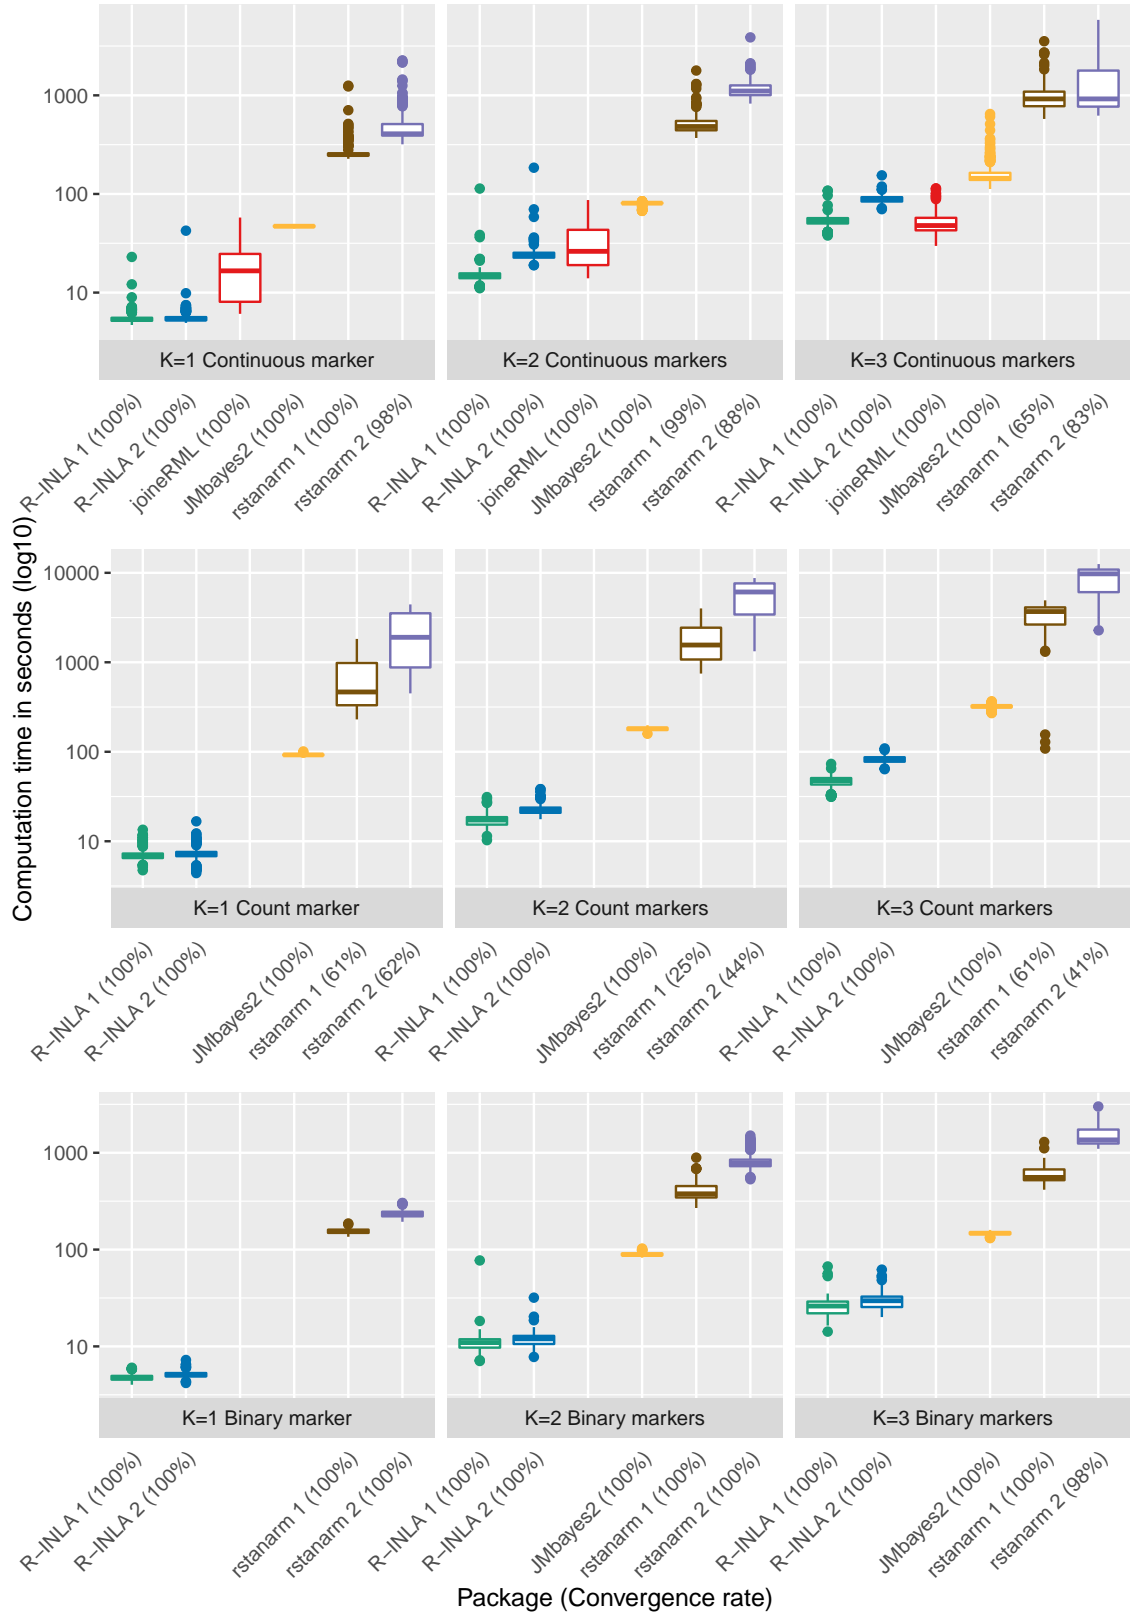 1000
100
10
K=1 Continuous marker
K=2 Continuous markers
K=3 Continuous markers
R−INLA 1 (100%)
R−INLA 2 (100%)
joineRML (100%)
JMbayes2 (100%)
rstanarm 1 (100%)
rstanarm 2 (98%)
R−INLA 1 (100%)
R−INLA 2 (100%)
joineRML (100%)
JMbayes2 (100%)
rstanarm 1 (99%)
rstanarm 2 (88%)
R−INLA 1 (100%)
R−INLA 2 (100%)
joineRML (100%)
JMbayes2 (100%)
rstanarm 1 (65%)
rstanarm 2 (83%)
Computation time in seconds (log10)
10000
1000
100
10
K=1 Count marker
K=2 Count markers
K=3 Count markers
R−INLA 1 (100%)
R−INLA 2 (100%)
JMbayes2 (100%)
rstanarm 1 (61%)
rstanarm 2 (62%)
R−INLA 1 (100%)
R−INLA 2 (100%)
JMbayes2 (100%)
rstanarm 1 (25%)
rstanarm 2 (44%)
R−INLA 1 (100%)
R−INLA 2 (100%)
JMbayes2 (100%)
rstanarm 1 (61%)
rstanarm 2 (41%)
1000
100
10
K=1 Binary marker
K=2 Binary markers
K=3 Binary markers
R−INLA 1 (100%)
R−INLA 2 (100%)
rstanarm 1 (100%)
rstanarm 2 (100%)
R−INLA 1 (100%)
R−INLA 2 (100%)
JMbayes2 (100%)
rstanarm 1 (100%)
rstanarm 2 (100%)
R−INLA 1 (100%)
R−INLA 2 (100%)
JMbayes2 (100%)
rstanarm 1 (100%)
rstanarm 2 (98%)
Package (Convergence rate)